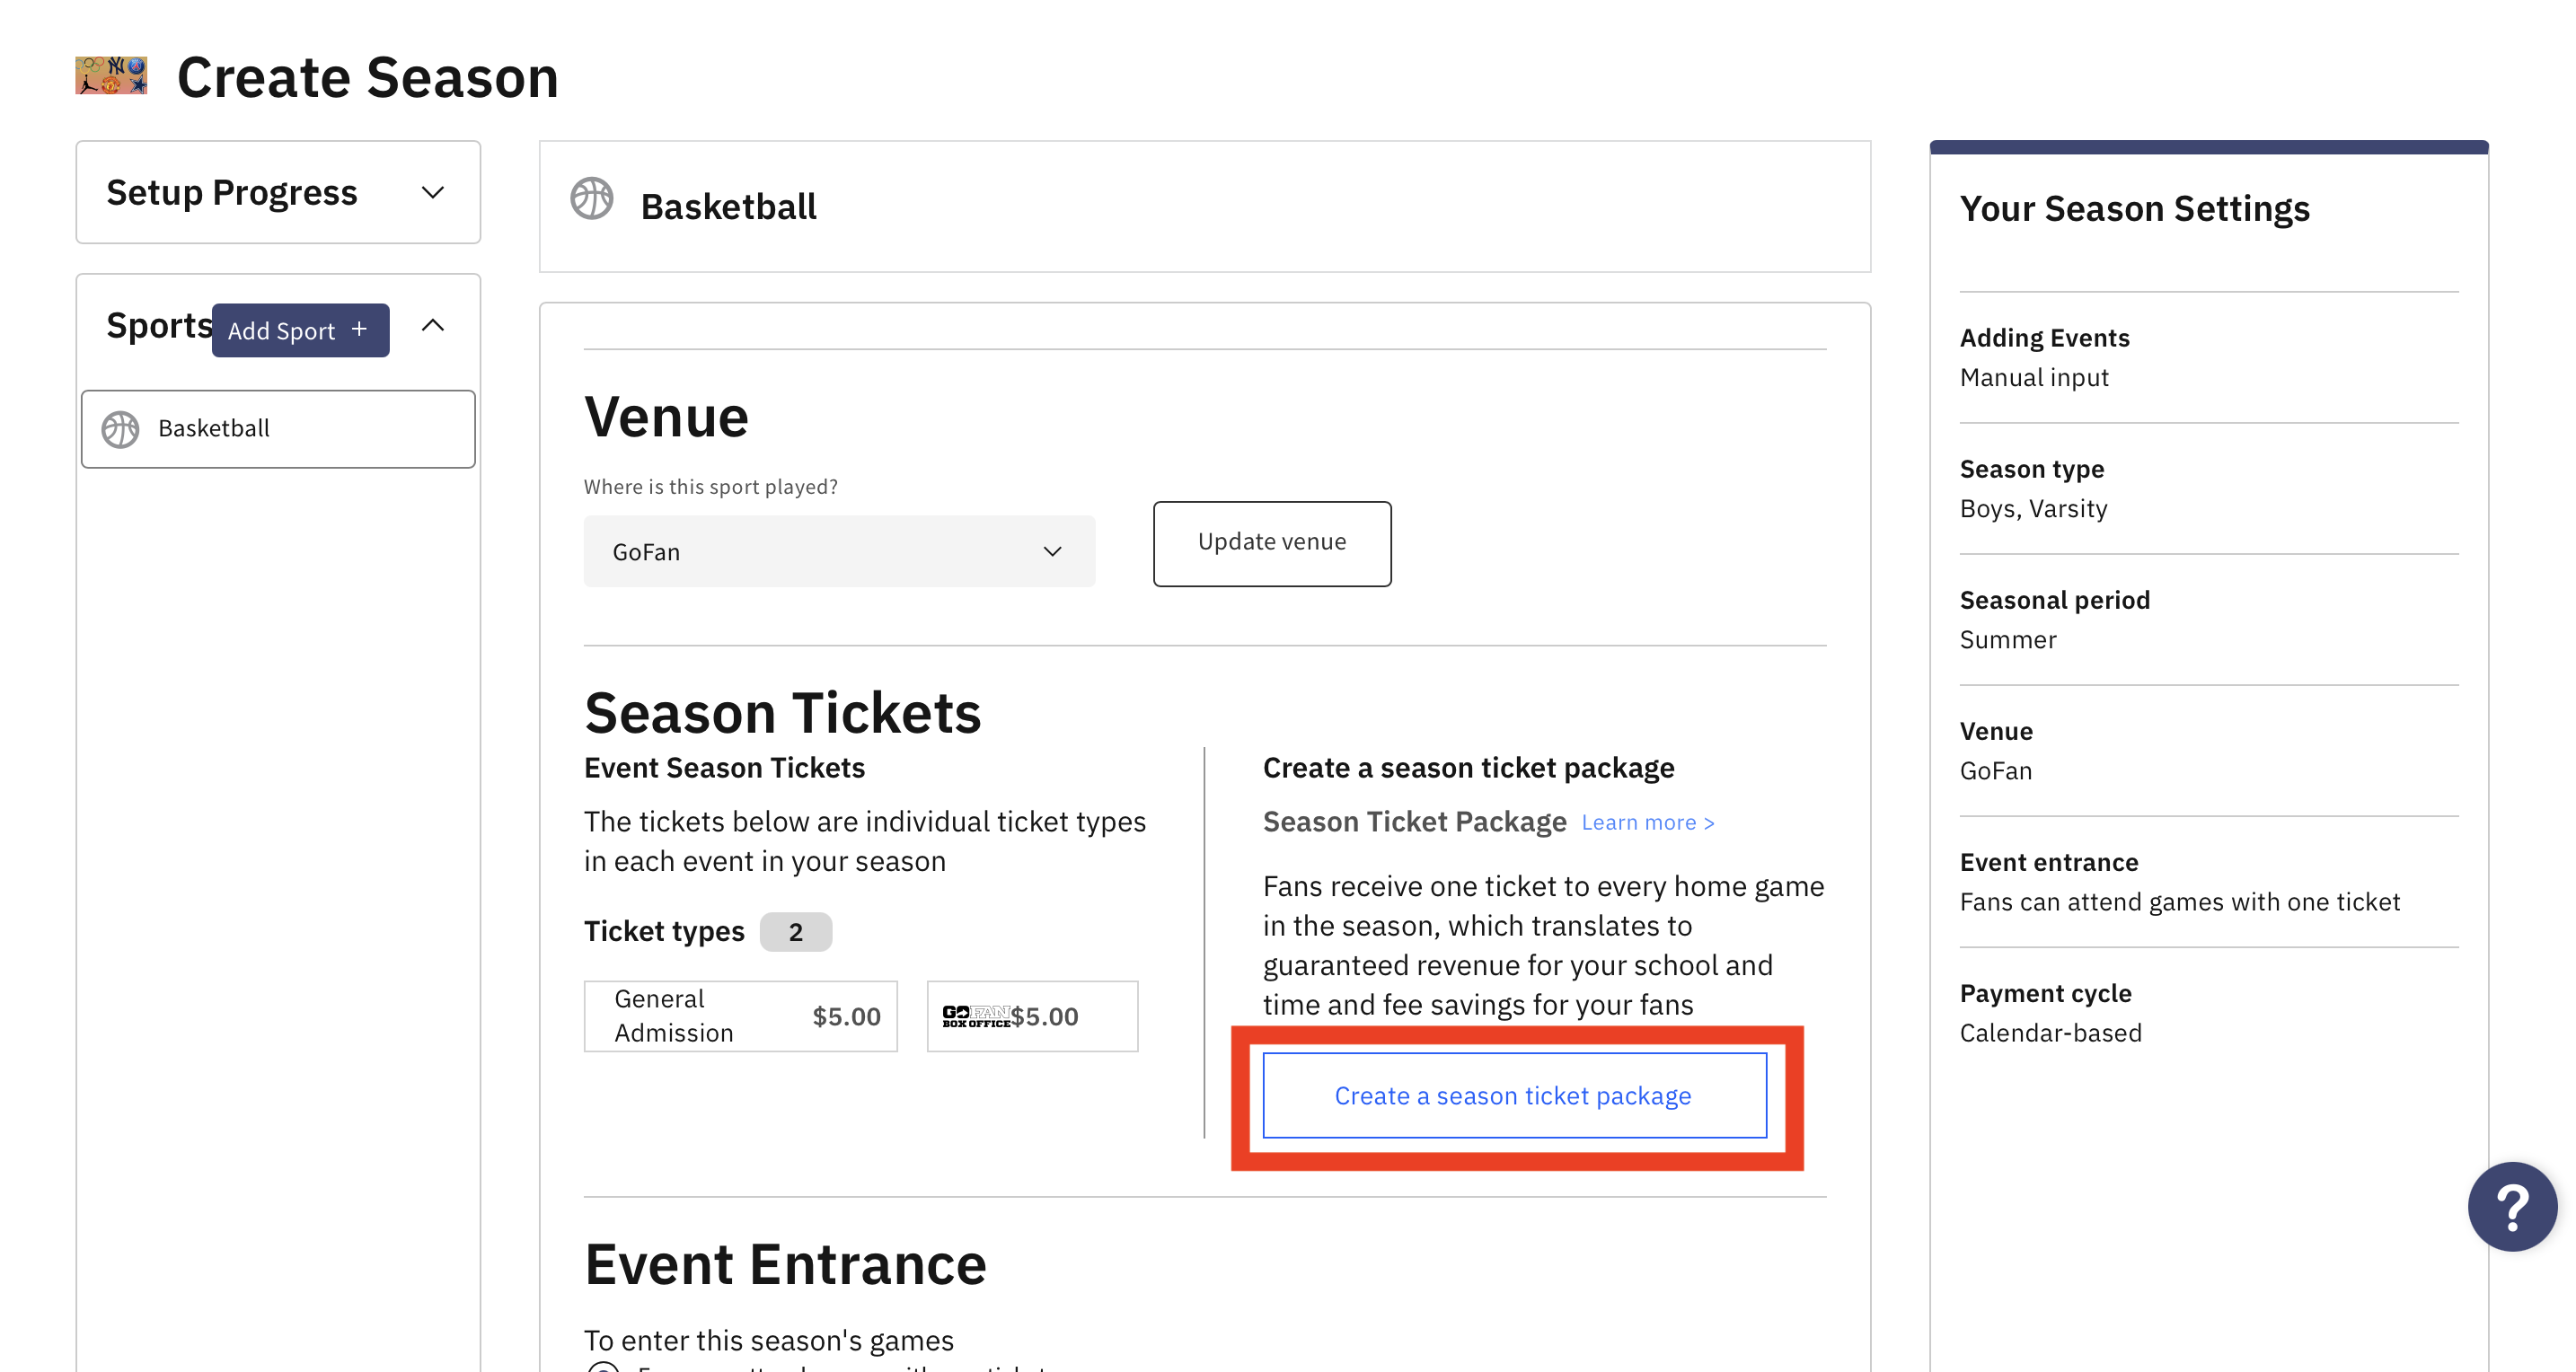 Create Season
Setup Progress
Sports
Add Sport +
Basketball
Basketball
Venue
Where is this sport played?
GoFan
Update venue
Season Tickets
Event Season Tickets
The tickets below are individual ticket types
in each event in your season
Ticket types 2
General
Admission
$5.00
GOFAN
BOX OFFICE
$5.00
Create a season ticket package
Season Ticket Package Learn more >
Fans receive one ticket to every home game
in the season, which translates to
guaranteed revenue for your school and
time and fee savings for your fans
Create a season ticket package
Event Entrance
To enter this season's games
Your Season Settings
Adding Events
Manual input
Season type
Boys, Varsity
Seasonal period
Summer
Venue
GoFan
Event entrance
Fans can attend games with one ticket
Payment cycle
Calendar-based
?